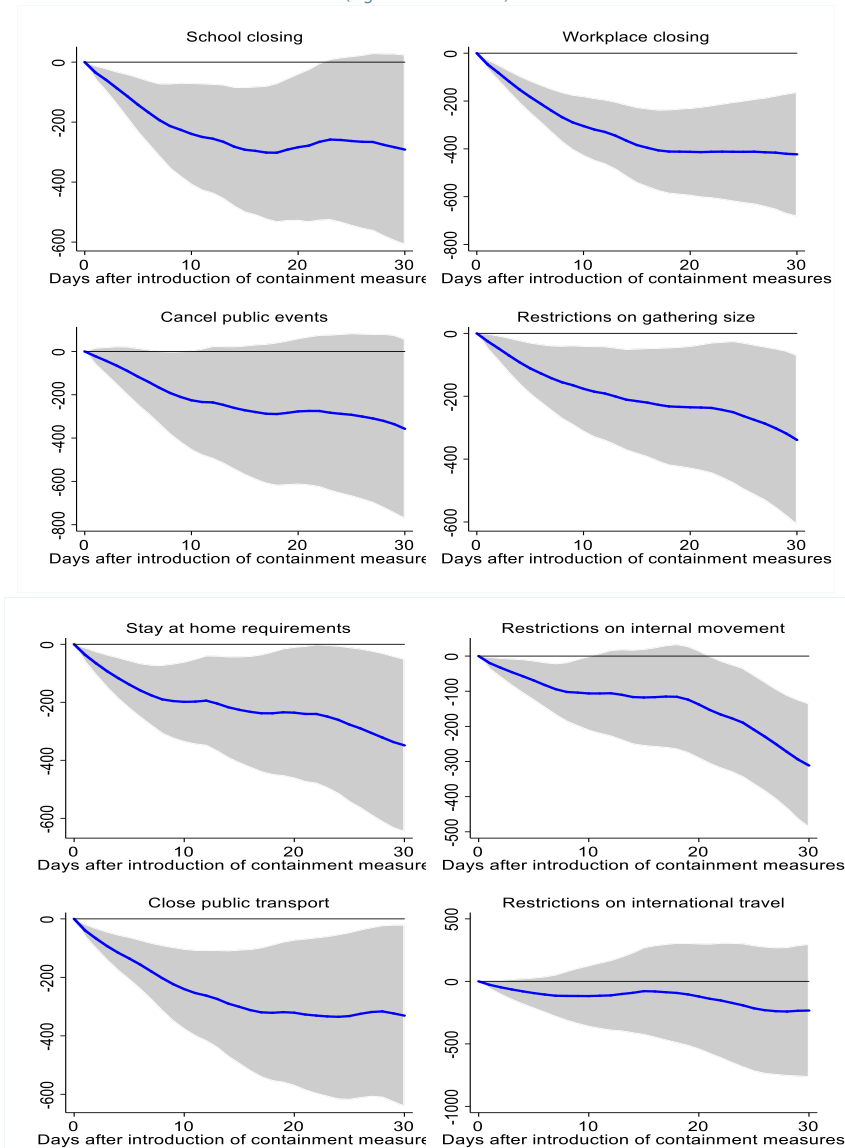 School closing
0
-200
-400
-600
0 10 20 30
Days after introduction of containment measure
Workplace closing
0
-200
-400
-600
-800
0 10 20 30
Days after introduction of containment measures
Cancel public events
0
-200
-400
-600
-800
0 10 20 30
Days after introduction of containment measure
Restrictions on gathering size
0
-200
-400
-600
0 10 20 30
Days after introduction of containment measures
Stay at home requirements
0
-200
-400
-600
0 10 20 30
Days after introduction of containment measure
Restrictions on internal movement
0
-100
-200
-300
-400
-500
0 10 20 30
Days after introduction of containment measures
Close public transport
0
-200
-400
-600
0 10 20 30
Days after introduction of containment measure
Restrictions on international travel
500
0
-500
-1000
0 10 20 30
Days after introduction of containment measures